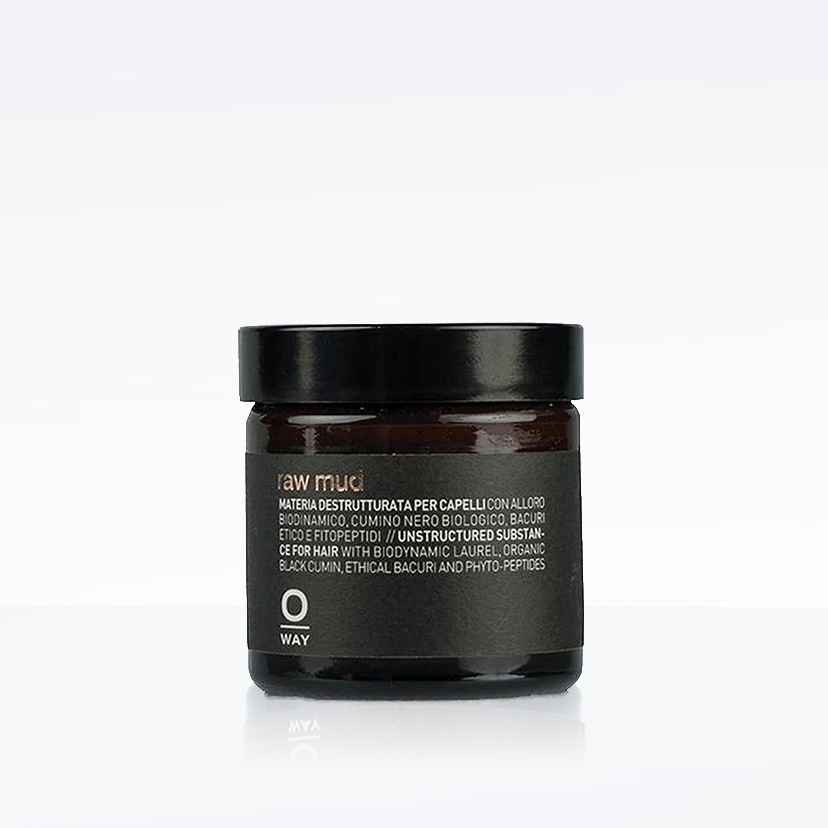 raw mud
MATERIA DESTRUTTURATA PER CAPELLI CON ALLORO
BIODINAMICO, CUMINO NERO BIOLOGICO, BACURI
ETICO E FITOPEPTIDI // UNSTRUCTURED SUBSTAN-
CE FOR HAIR WITH BIODYNAMIC LAUREL, ORGANIC
BLACK CUMIN, ETHICAL BACURI AND PHYTO-PEPTIDES
O
WAY